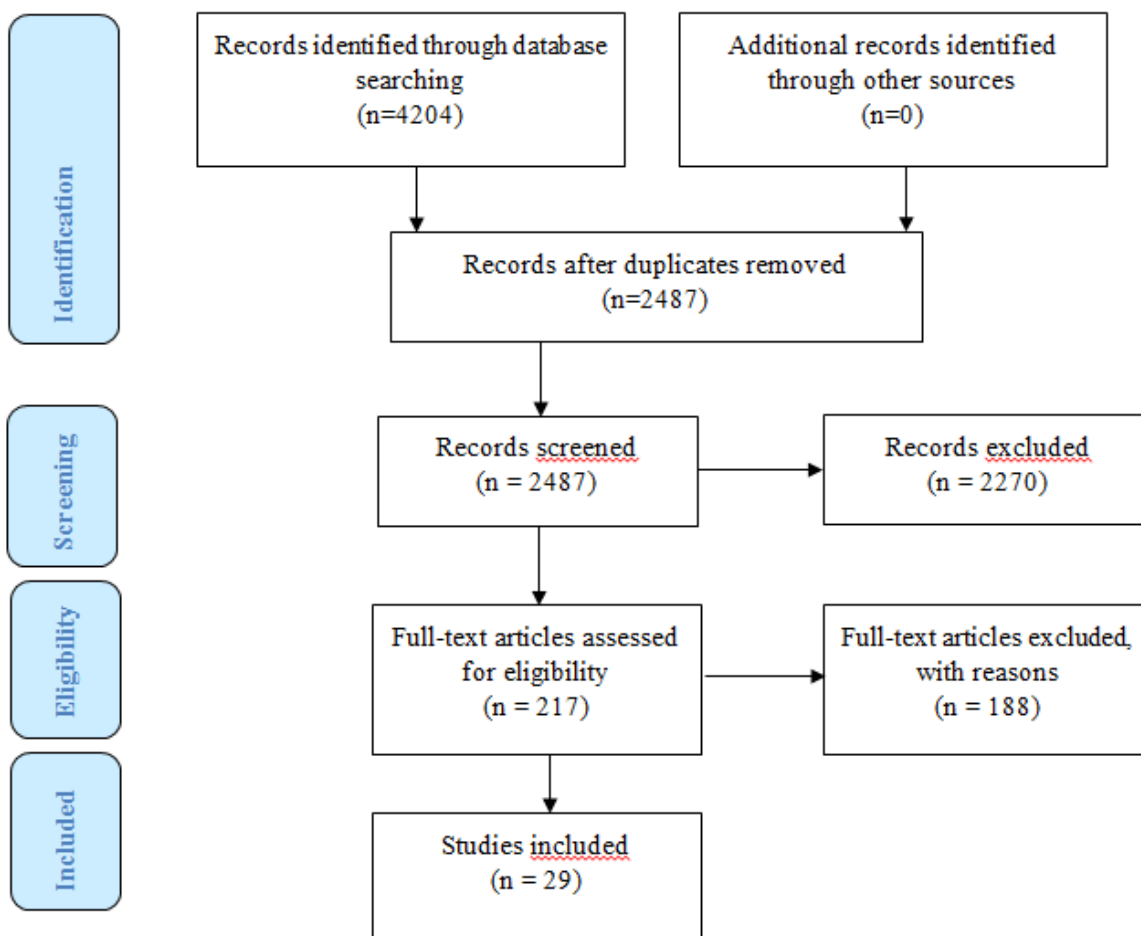 Identification
Records identified through database
searching
(n=4204)
Additional records identified
through other sources
(n=0)
Records after duplicates removed
(n=2487)
Screening
Records screened
(n = 2487)
Records excluded
(n = 2270)
Eligibility
Full-text articles assessed
for eligibility
(n = 217)
Full-text articles excluded,
with reasons
(n = 188)
Included
Studies included
(n = 29)